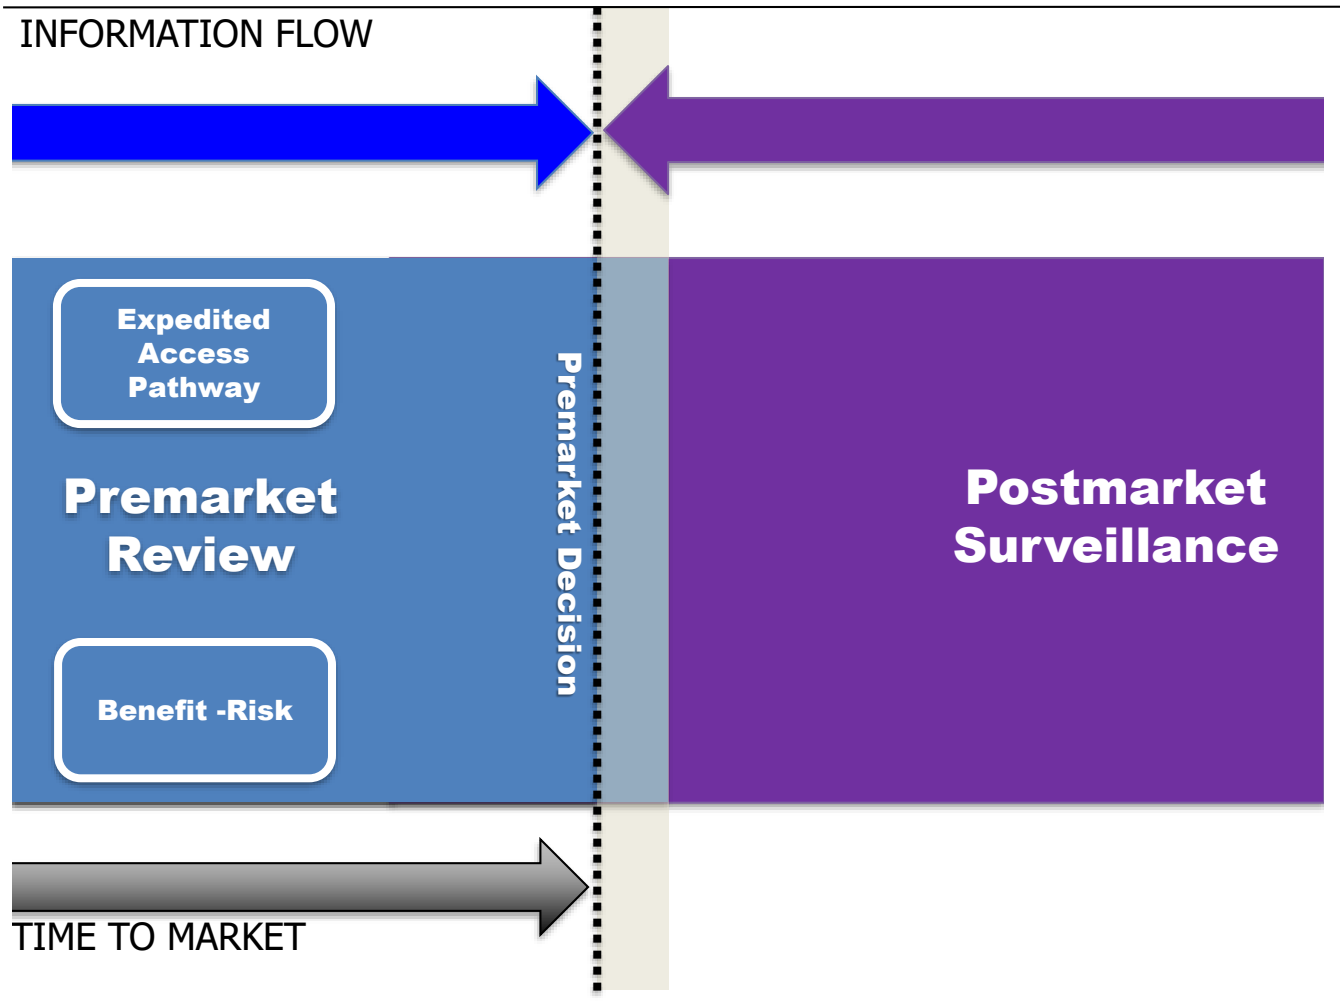 INFORMATION FLOW
Expedited
Access
Pathway
Premarket
Review
Benefit -Risk
Premarket Decision
Postmarket
Surveillance
TIME TO MARKET